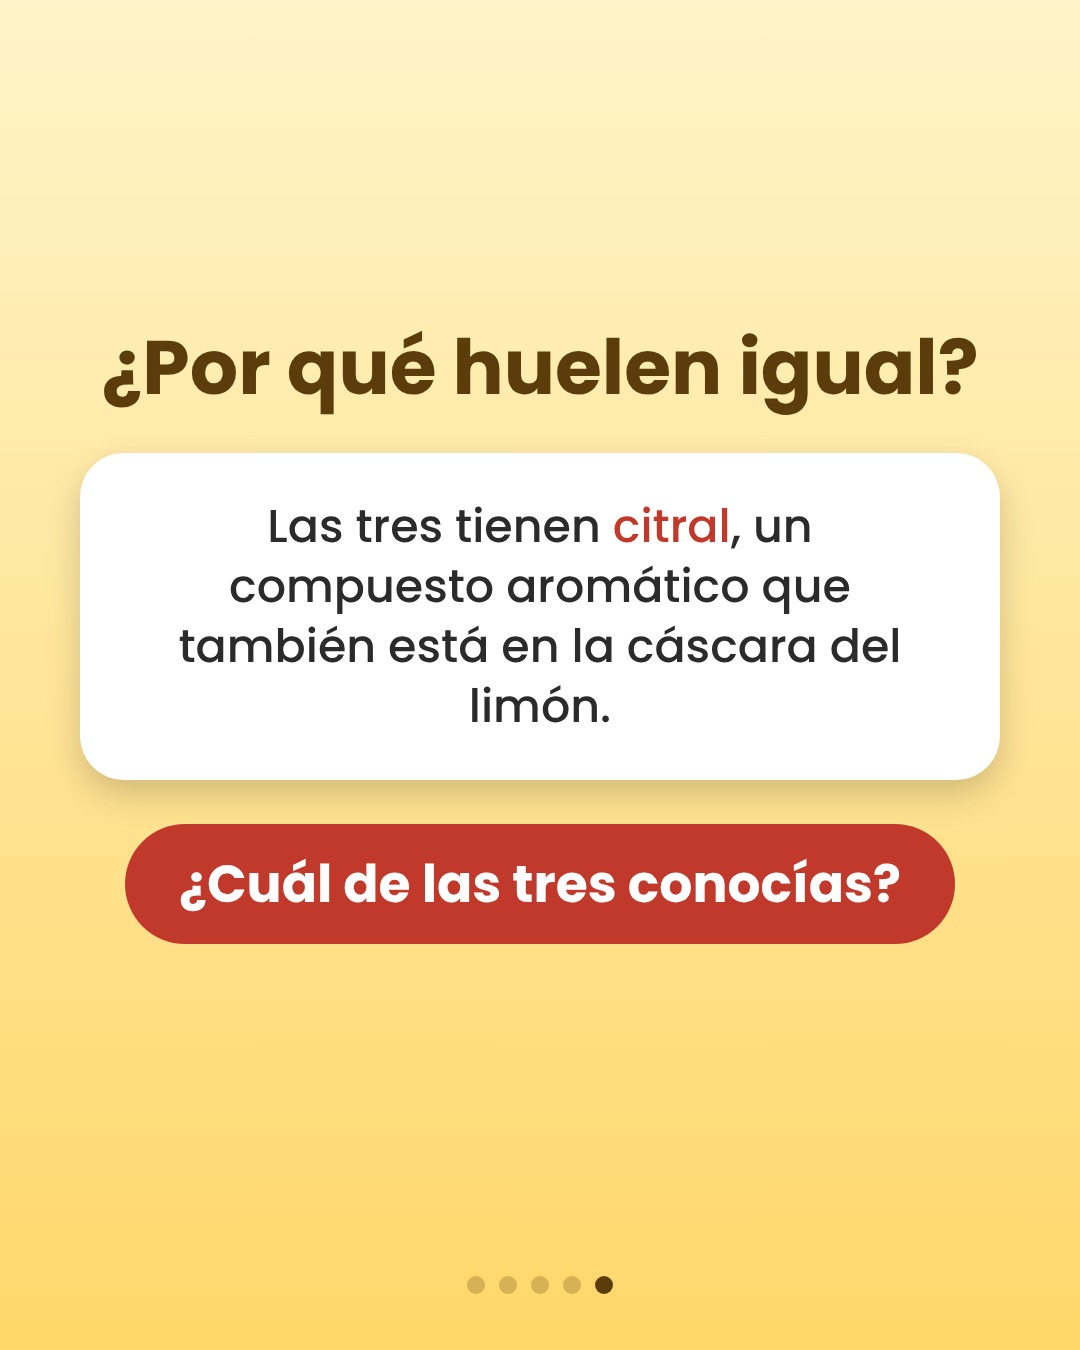 ¿Por qué huelen igual?
Las tres tienen citral, un
compuesto aromático que
también está en la cáscara del
limón.
¿Cuál de las tres conocías?